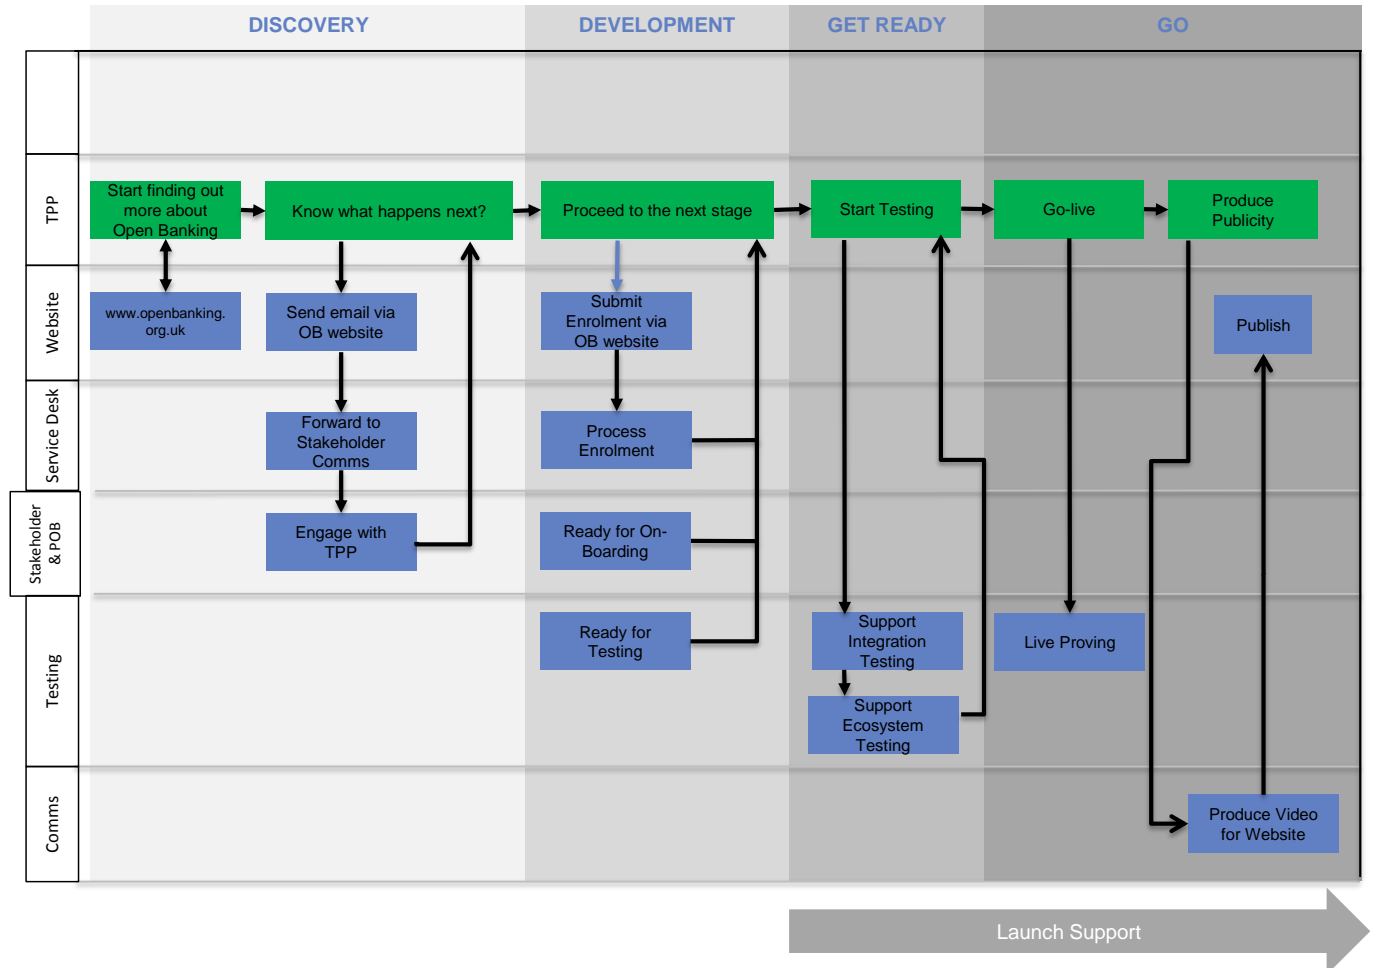 DISCOVERY
DEVELOPMENT
GET READY
GO
TPP
Start finding out
more about
Open Banking
Know what happens next?
Proceed to the next stage
Start Testing
Go-live
Produce
Publicity
Website
www.openbanking.
org.uk
Send email via
OB website
Submit
Enrolment via
OB website
Publish
Service Desk
Forward to
Stakeholder
Comms
Process
Enrolment
Stakeholder
& POB
Engage with
TPP
Ready for On-
Boarding
Testing
Ready for
Testing
Support
Integration
Testing
Live Proving
Support
Ecosystem
Testing
Comms
Produce Video
for Website
Launch Support